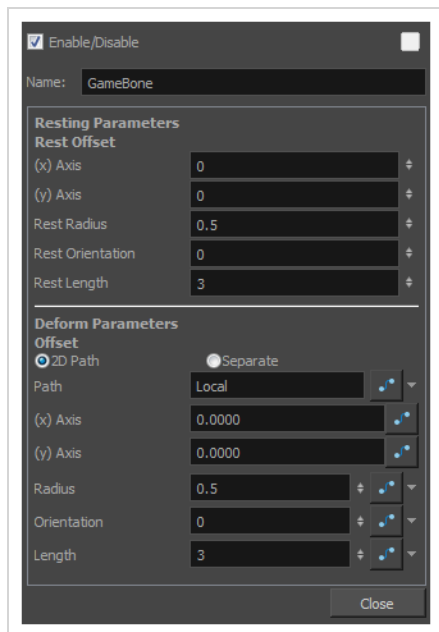 Enable/Disable
Name: GameBone
Resting Parameters
Rest Offset
(x) Axis 0
(y) Axis 0
Rest Radius 0.5
Rest Orientation 0
Rest Length 3
Deform Parameters
Offset
2D Path Separate
Path Local
(x) Axis 0.0000
(y) Axis 0.0000
Radius 0.5
Orientation 0
Length 3
Close